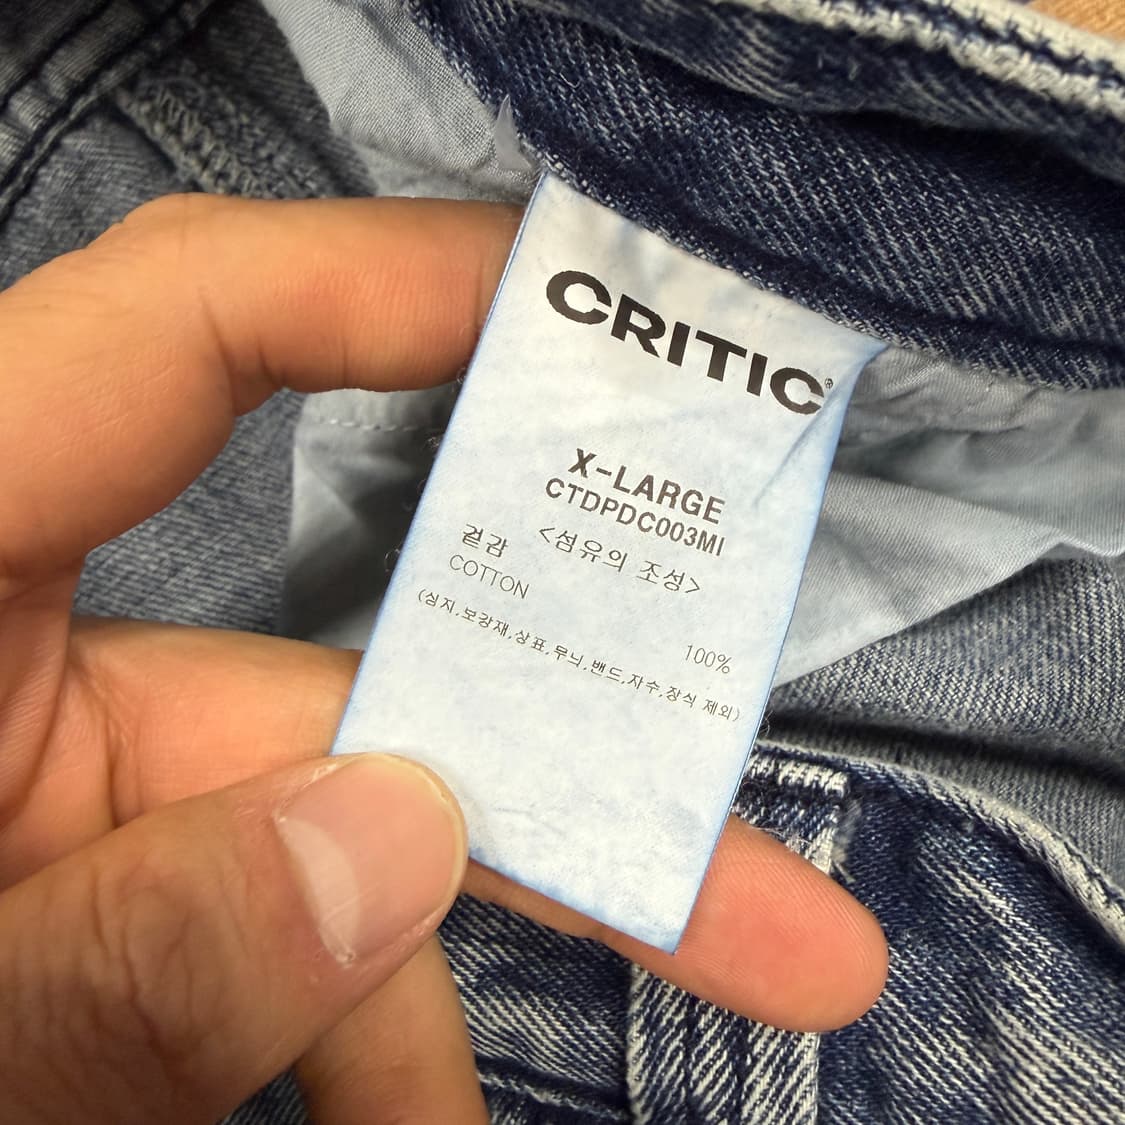 CRITIC®
X-LARGE
CTDPDC003MI
<섬유의 조성>
겉감
COTTON 100%
(심지,보강재,상표,무늬,밴드,자수,장식 제외)